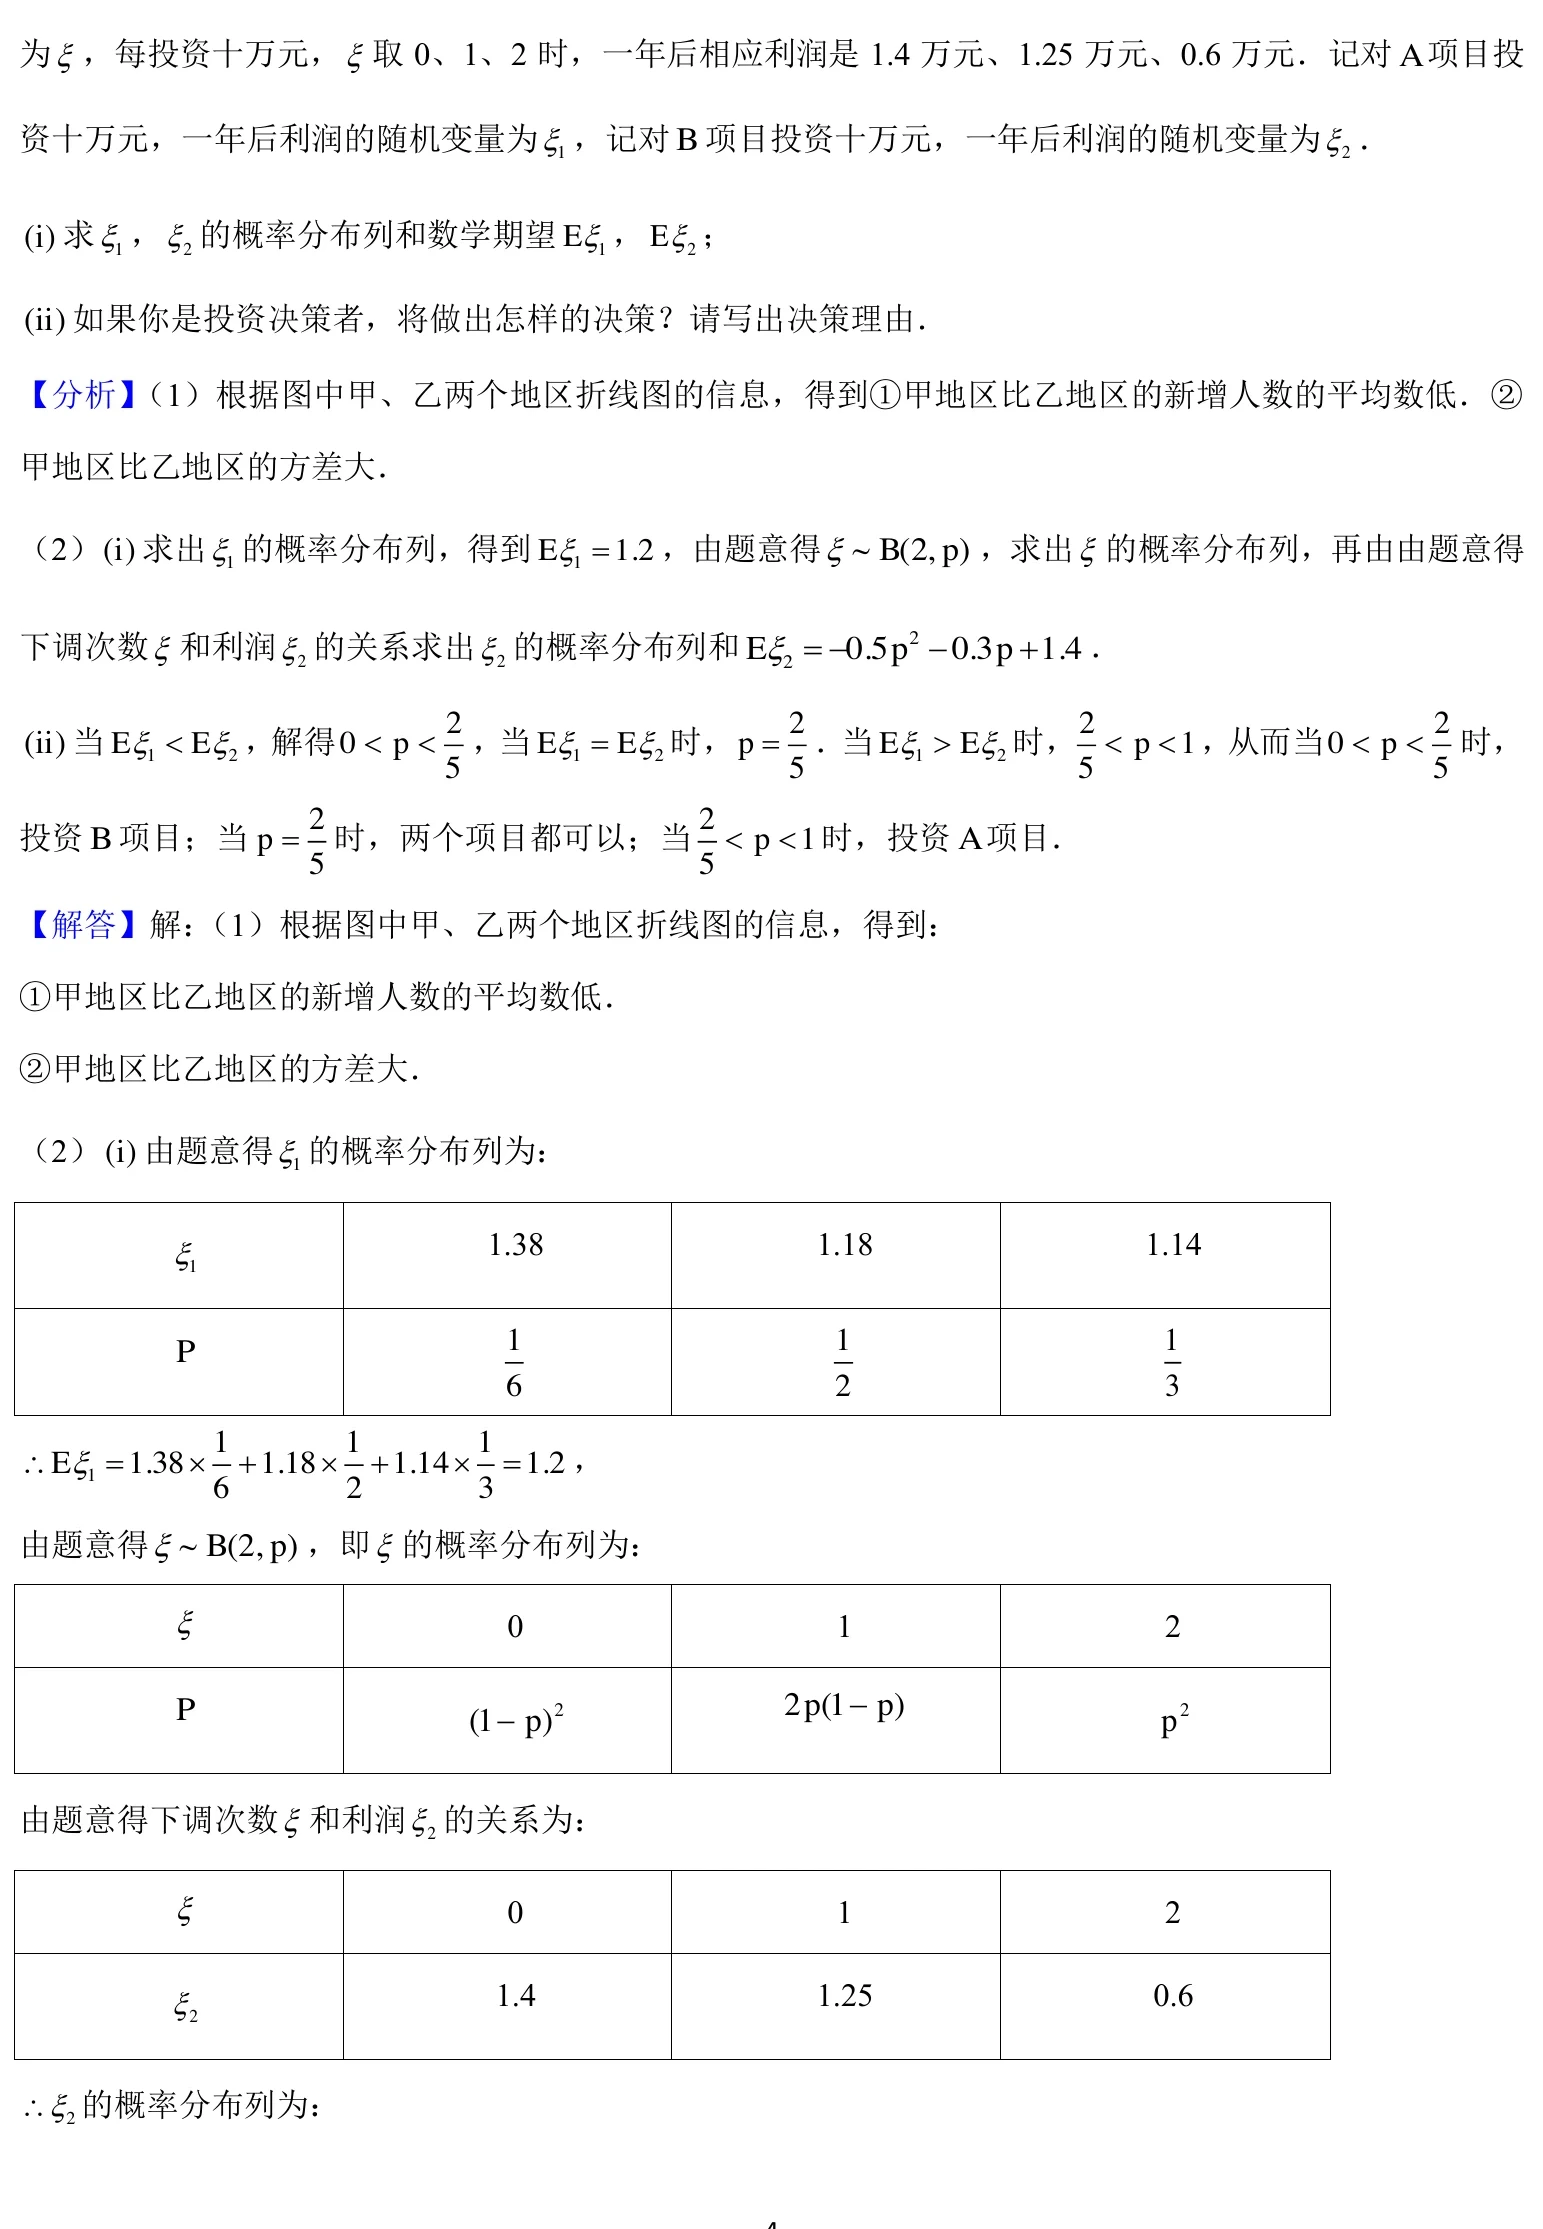 为ξ，每投资十万元，ξ取 0、1、2 时，一年后相应利润是 1.4 万元、1.25 万元、0.6 万元．记对 A项目投
资十万元，一年后利润的随机变量为ξ₁，记对 B 项目投资十万元，一年后利润的随机变量为ξ₂．
(i) 求ξ₁，ξ₂的概率分布列和数学期望 Eξ₁，Eξ₂；
(ii) 如果你是投资决策者，将做出怎样的决策？请写出决策理由．
【分析】（1）根据图中甲、乙两个地区折线图的信息，得到①甲地区比乙地区的新增人数的平均数低．②
甲地区比乙地区的方差大．
（2）(i) 求出ξ₁的概率分布列，得到 Eξ₁ = 1.2，由题意得ξ ~ B(2, p)，求出ξ 的概率分布列，再由由题意得
下调次数ξ 和利润ξ₂的关系求出ξ₂的概率分布列和 Eξ₂ = −0.5p² − 0.3p + 1.4．
(ii) 当 Eξ₁ < Eξ₂，解得0 < p < 2/5，当 Eξ₁ = Eξ₂时，p = 2/5．当 Eξ₁ > Eξ₂时，2/5 < p < 1，从而当0 < p < 2/5 时，
投资 B 项目；当 p = 2/5 时，两个项目都可以；当 2/5 < p < 1时，投资 A项目．
【解答】解：（1）根据图中甲、乙两个地区折线图的信息，得到：
①甲地区比乙地区的新增人数的平均数低．
②甲地区比乙地区的方差大．
（2）(i) 由题意得ξ₁的概率分布列为：
ξ₁ 1.38 1.18 1.14
P 1/6 1/2 1/3
∴Eξ₁ = 1.38 × 1/6 + 1.18 × 1/2 + 1.14 × 1/3 = 1.2，
由题意得ξ ~ B(2, p)，即ξ 的概率分布列为：
ξ 0 1 2
P (1 − p)² 2p(1 − p) p²
由题意得下调次数ξ 和利润ξ₂的关系为：
ξ 0 1 2
ξ₂ 1.4 1.25 0.6
∴ξ₂的概率分布列为：